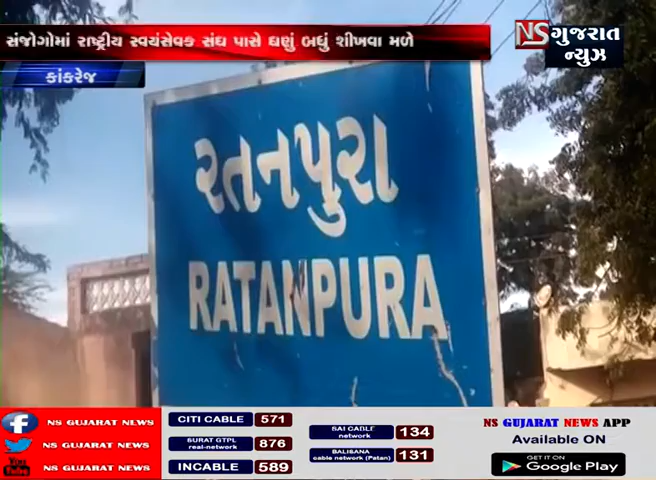 સંજોગોમાં રાષ્ટ્રીય સ્વયંસેવક સંઘ પાસે ઘણું બધું શીખવા મળે
કાંકરેજ
NS ગુજરાત
ન્યુઝ
રતનપુરા
RATANPURA
NS GUJARAT NEWS
NS GUJARAT NEWS
You Tube NS GUJARAT NEWS
CITI CABLE 571
SURAT GTPL
real-network 876
INCABLE 589
SAI CABLE
network 134
BALISANA
cable network (Patan) 131
NS GUJARAT NEWS APP
Available ON
GET IT ON
Google Play